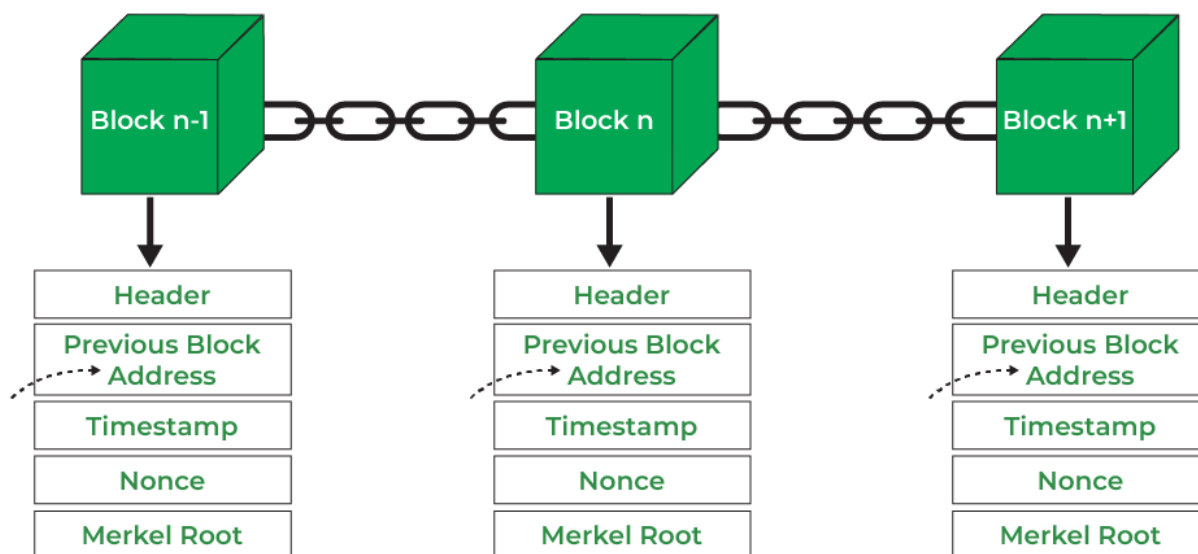 Block n-1
Block n
Block n+1
Header
Previous Block
Address
Timestamp
Nonce
Merkel Root
Header
Previous Block
Address
Timestamp
Nonce
Merkel Root
Header
Previous Block
Address
Timestamp
Nonce
Merkel Root